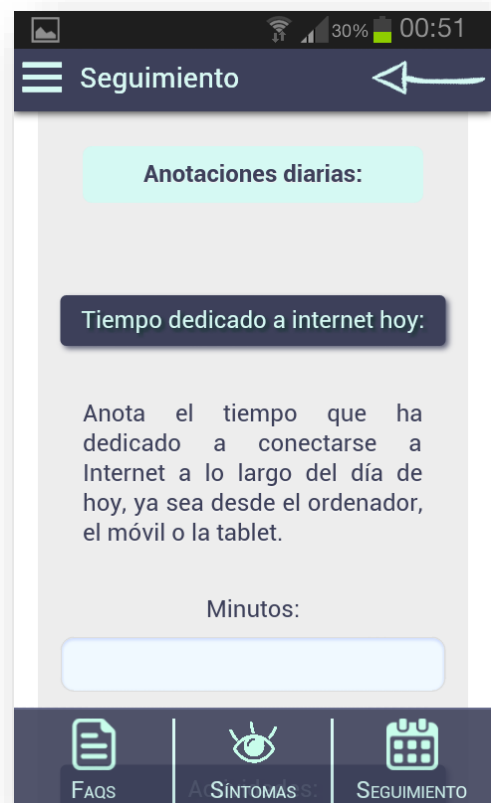 30% 00:51
Seguimiento
Anotaciones diarias:
Tiempo dedicado a internet hoy:
Anota el tiempo que ha
dedicado a conectarse a
Internet a lo largo del día de
hoy, ya sea desde el ordenador,
el móvil o la tablet.
Minutos:
Actividades:
FAQS SÍNTOMAS SEGUIMIENTO